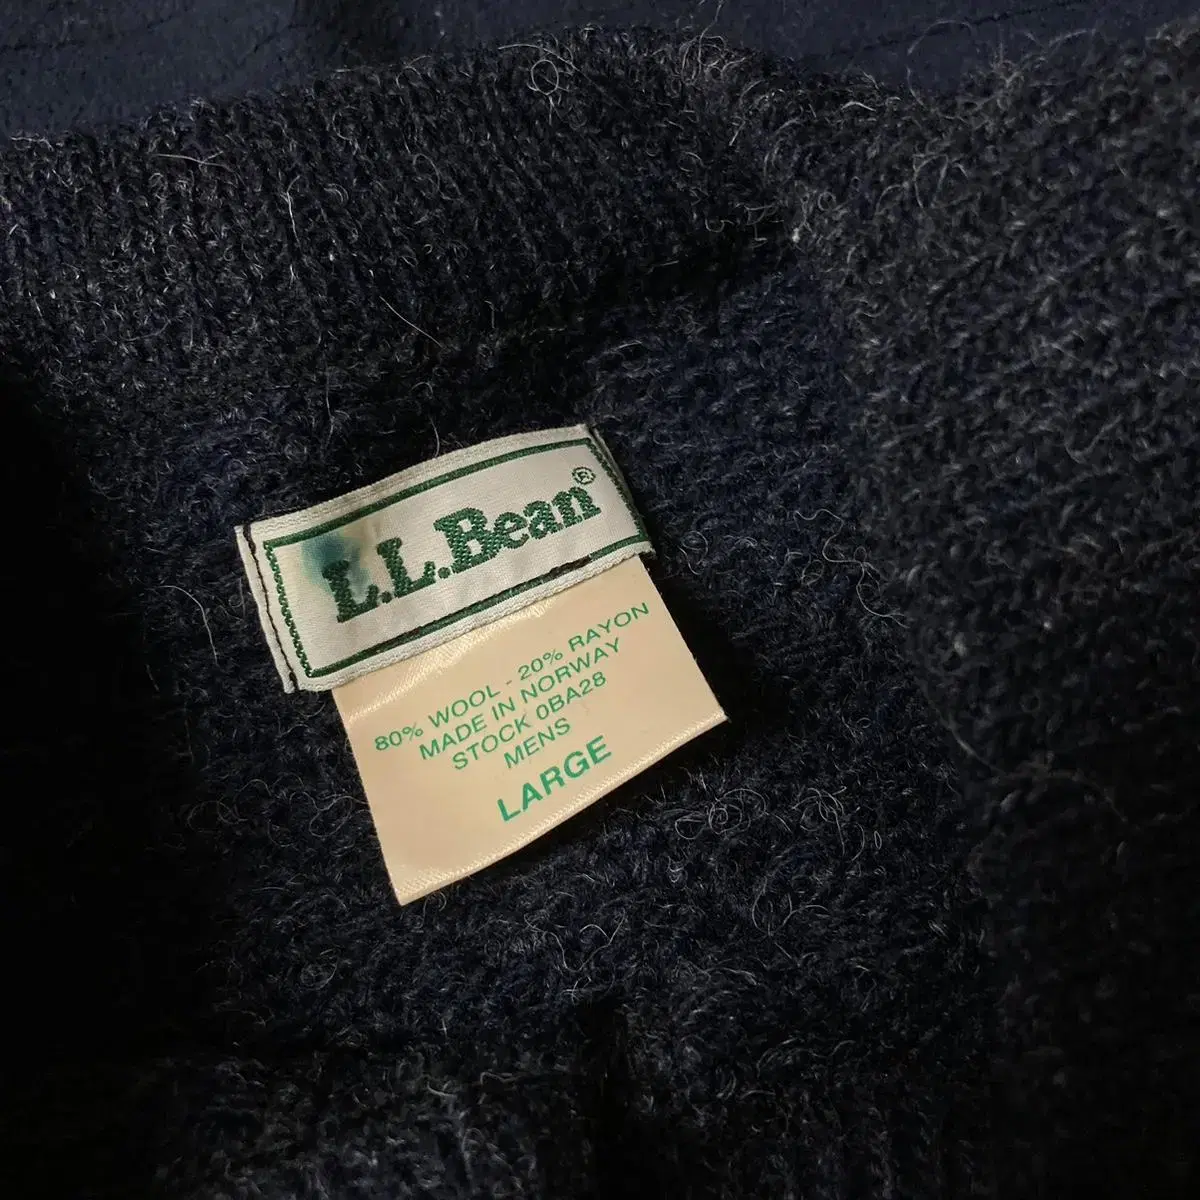 L.L.Bean®
80% WOOL - 20% RAYON
MADE IN NORWAY
STOCK 0BA28
MENS
LARGE